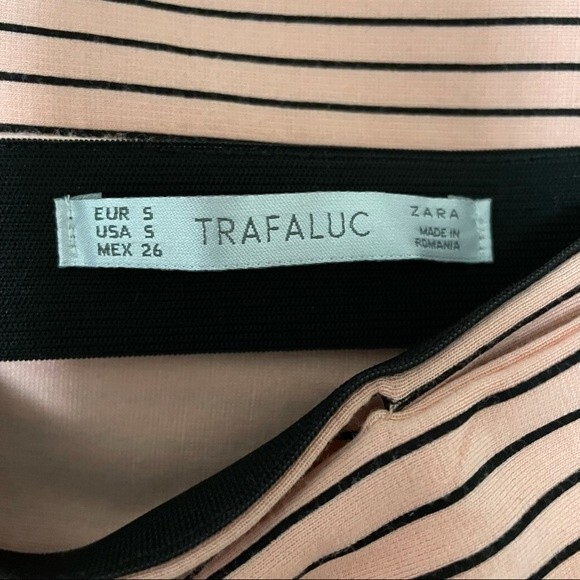 EUR S
USA S
MEX 26
TRAFALUC
ZARA
MADE IN
ROMANIA